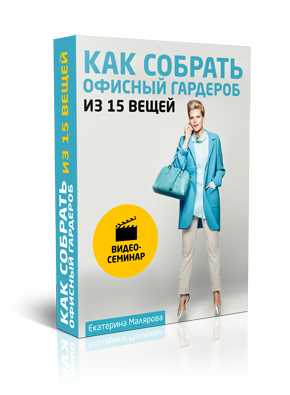 КАК СОБРАТЬ
ОФИСНЫЙ ГАРДЕРОБ
ИЗ 15 ВЕЩЕЙ
ВИДЕО-
СЕМИНАР
Екатерина Малярова
КАК СОБРАТЬ ИЗ 15 ВЕЩЕЙ
ОФИСНЫЙ ГАРДЕРОБ